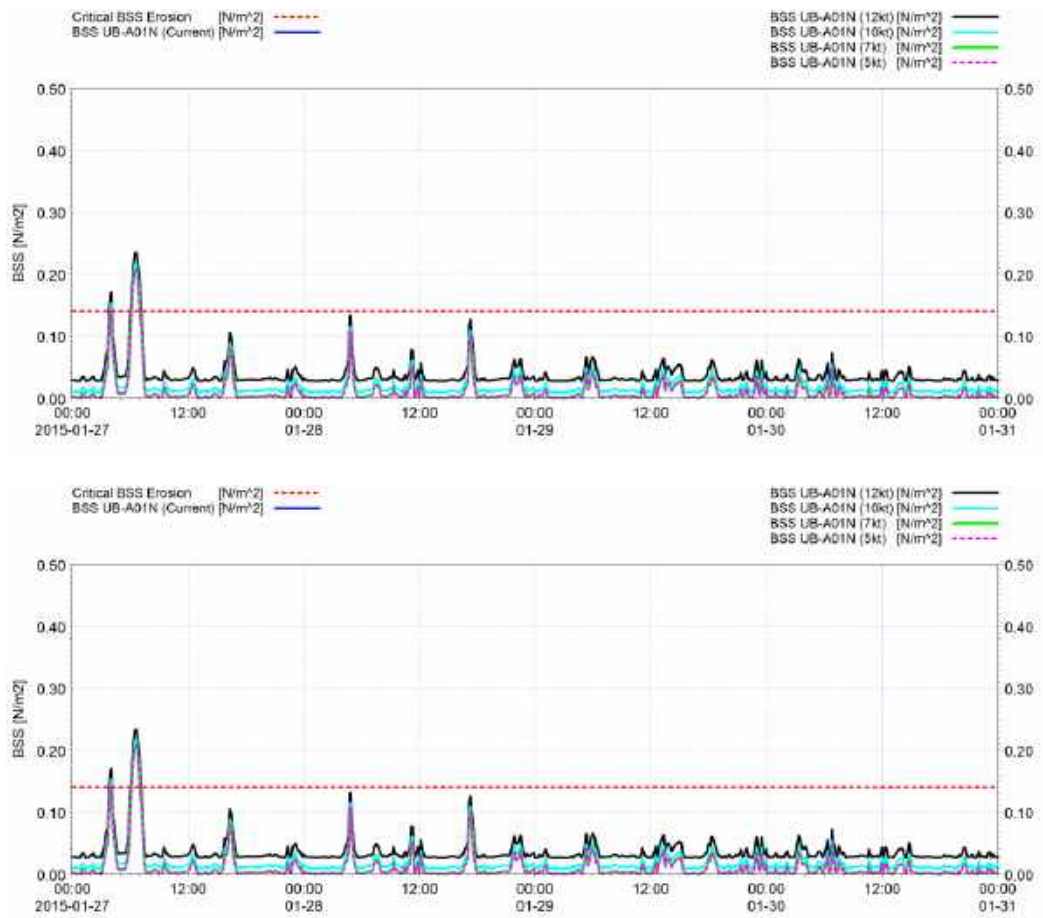 Critical BSS Erosion [N/m^2]
BSS UB-A01N (Current) [N/m^2]
BSS UB-A01N (12kt) [N/m^2]
BSS UB-A01N (10kt) [N/m^2]
BSS UB-A01N (7kt) [N/m^2]
BSS UB-A01N (5kt) [N/m^2]
0.50 0.50
0.40 0.40
0.30 0.30
BSS [N/m2]
0.20 0.20
0.10 0.10
0.00 0.00
00:00 12:00 00:00 12:00 00:00 12:00 00:00 12:00 00:00
2015-01-27 01-28 01-29 01-30 01-31
Critical BSS Erosion [N/m^2]
BSS UB-A01N (Current) [N/m^2]
BSS UB-A01N (12kt) [N/m^2]
BSS UB-A01N (10kt) [N/m^2]
BSS UB-A01N (7kt) [N/m^2]
BSS UB-A01N (5kt) [N/m^2]
0.50 0.50
0.40 0.40
0.30 0.30
BSS [N/m2]
0.20 0.20
0.10 0.10
0.00 0.00
00:00 12:00 00:00 12:00 00:00 12:00 00:00 12:00 00:00
2015-01-27 01-28 01-29 01-30 01-31